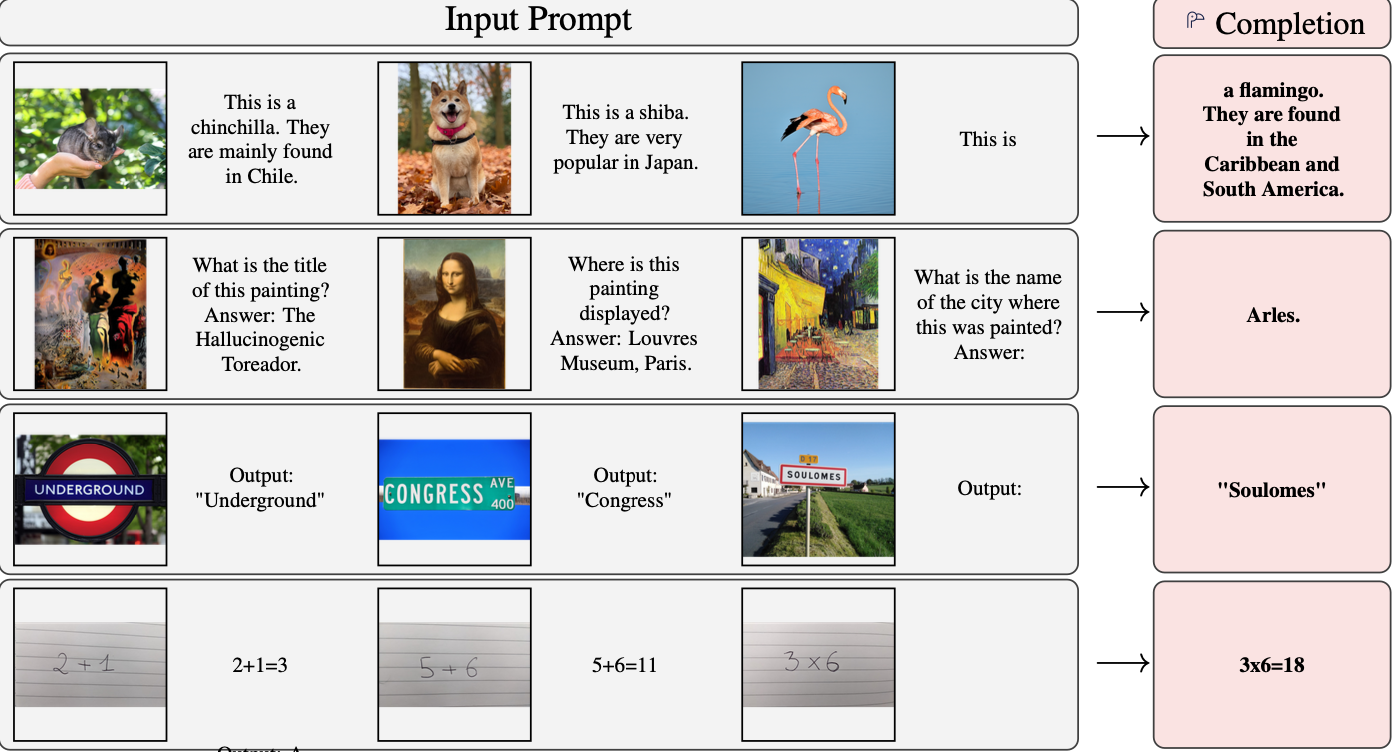 Input Prompt
Completion
This is a
chinchilla. They
are mainly found
in Chile.
This is a shiba.
They are very
popular in Japan.
This is
a flamingo.
They are found
in the
Caribbean and
South America.
What is the title
of this painting?
Answer: The
Hallucinogenic
Toreador.
Where is this
painting
displayed?
Answer: Louvres
Museum, Paris.
What is the name
of the city where
this was painted?
Answer:
Arles.
UNDERGROUND
Output:
"Underground"
CONGRESS AVE
400
Output:
"Congress"
D 17
SOULOMES
Output:
"Soulomes"
2+1
2+1=3
5+6
5+6=11
3x6
3x6=18
Output: A